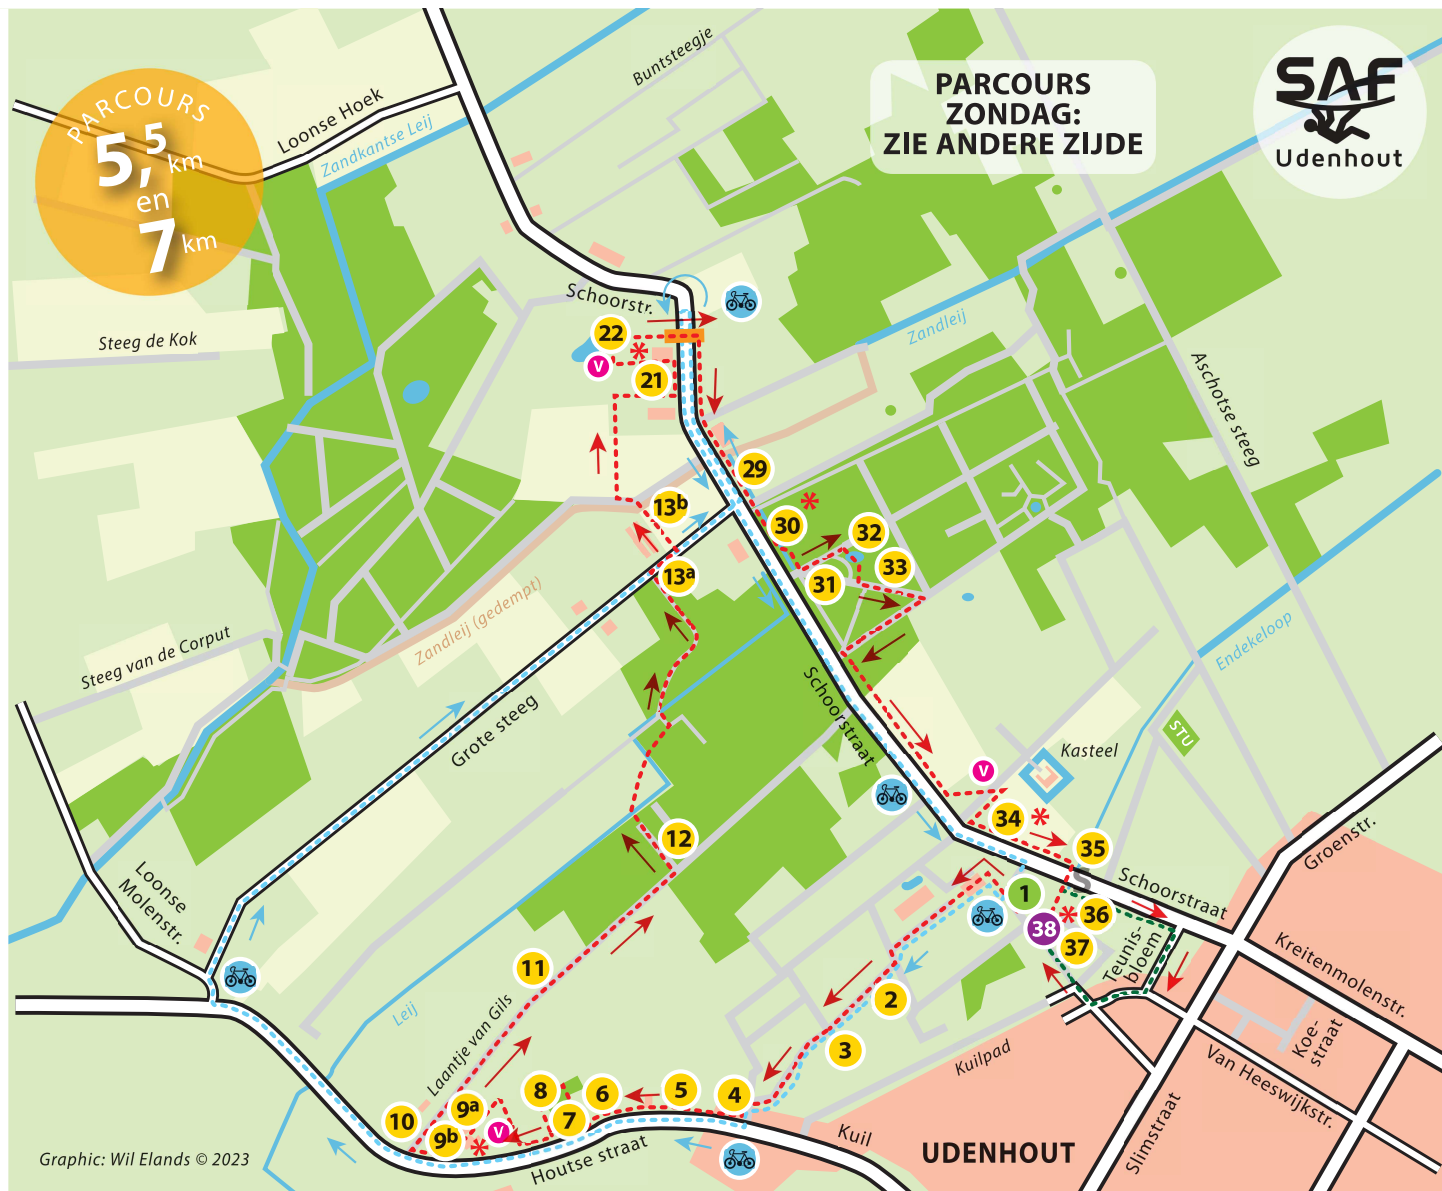 PARCOURS
5,5 km
en
7 km
PARCOURS
ZONDAG:
ZIE ANDERE ZIJDE
SAF
Udenhout
Buntsteegje
Loonse Hoek
Zandkantse Leij
Schoorstr.
Steeg de Kok
Zandleij
Aschotse steeg
22
V
21
29
13b
30
32
33
31
13a
Zandleij (gedempt)
Steeg van de Corput
Endekeloop
Grote steeg
Schoorstraat
STU
Kasteel
V
34
35
12
Groenstr.
Loonse
Molenstr.
Schoorstraat
1
36
38
37
Teunis-
bloem
Kreitenmolenstr.
11
2
Leij
Laantje van Gils
3
Koe-
straat
Kuilpad
Van Heeswijkstr.
8
6
5
4
9a
10
7
9b
V
Houtse straat
Kuil
Slimstraat
UDENHOUT
Graphic: Wil Elands © 2023